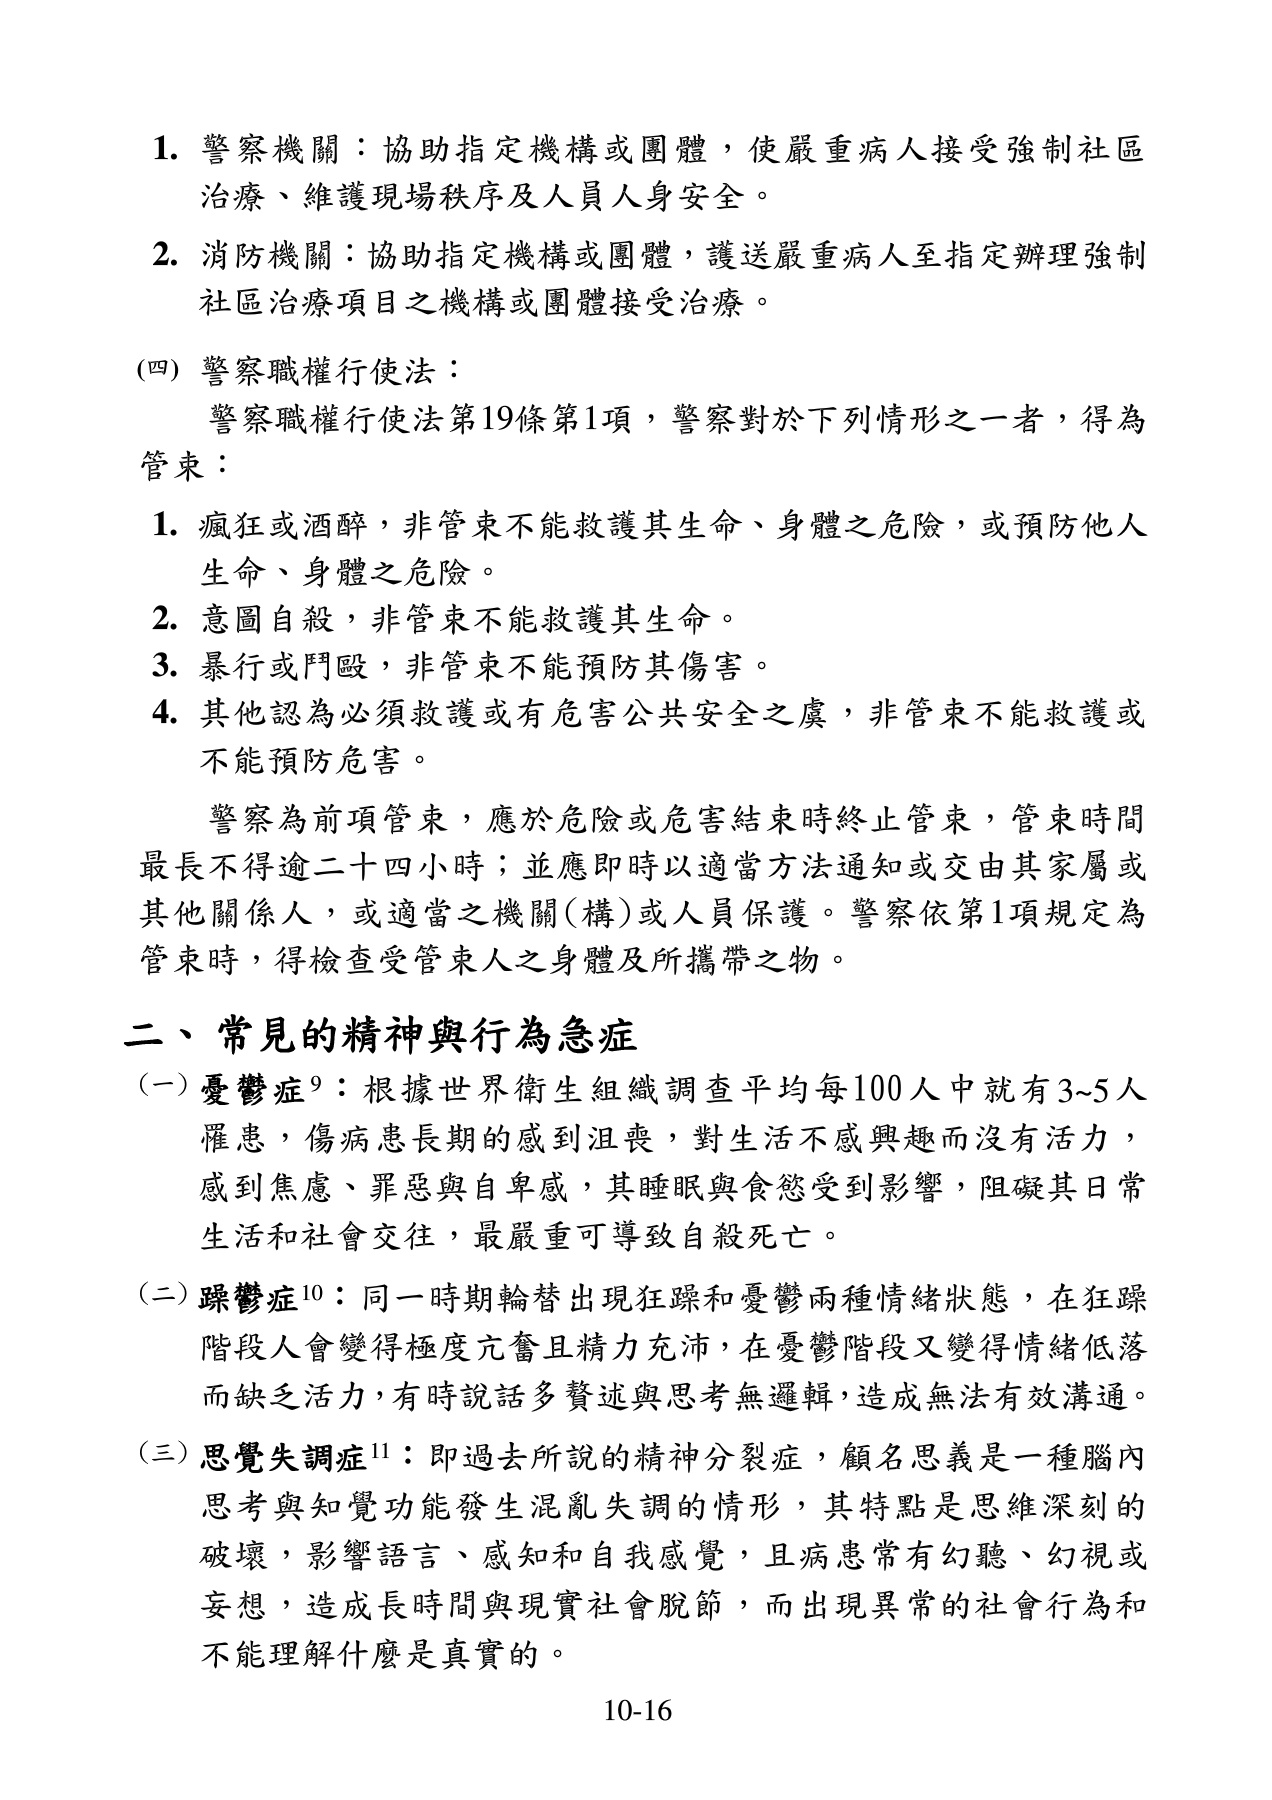 1. 警察機關：協助指定機構或團體，使嚴重病人接受強制社區
治療、維護現場秩序及人員人身安全。
2. 消防機關：協助指定機構或團體，護送嚴重病人至指定辦理強制
社區治療項目之機構或團體接受治療。
(四) 警察職權行使法：
警察職權行使法第19條第1項，警察對於下列情形之一者，得為
管束：
1. 瘋狂或酒醉，非管束不能救護其生命、身體之危險，或預防他人
生命、身體之危險。
2. 意圖自殺，非管束不能救護其生命。
3. 暴行或鬥毆，非管束不能預防其傷害。
4. 其他認為必須救護或有危害公共安全之虞，非管束不能救護或
不能預防危害。
警察為前項管束，應於危險或危害結束時終止管束，管束時間
最長不得逾二十四小時；並應即時以適當方法通知或交由其家屬或
其他關係人，或適當之機關(構)或人員保護。警察依第1項規定為
管束時，得檢查受管束人之身體及所攜帶之物。
二、常見的精神與行為急症
(一) 憂鬱症9：根據世界衛生組織調查平均每100人中就有3~5人
罹患，傷病患長期的感到沮喪，對生活不感興趣而沒有活力，
感到焦慮、罪惡與自卑感，其睡眠與食慾受到影響，阻礙其日常
生活和社會交往，最嚴重可導致自殺死亡。
(二) 躁鬱症10：同一時期輪替出現狂躁和憂鬱兩種情緒狀態，在狂躁
階段人會變得極度亢奮且精力充沛，在憂鬱階段又變得情緒低落
而缺乏活力，有時說話多贅述與思考無邏輯，造成無法有效溝通。
(三) 思覺失調症11：即過去所說的精神分裂症，顧名思義是一種腦內
思考與知覺功能發生混亂失調的情形，其特點是思維深刻的
破壞，影響語言、感知和自我感覺，且病患常有幻聽、幻視或
妄想，造成長時間與現實社會脫節，而出現異常的社會行為和
不能理解什麼是真實的。
10-16